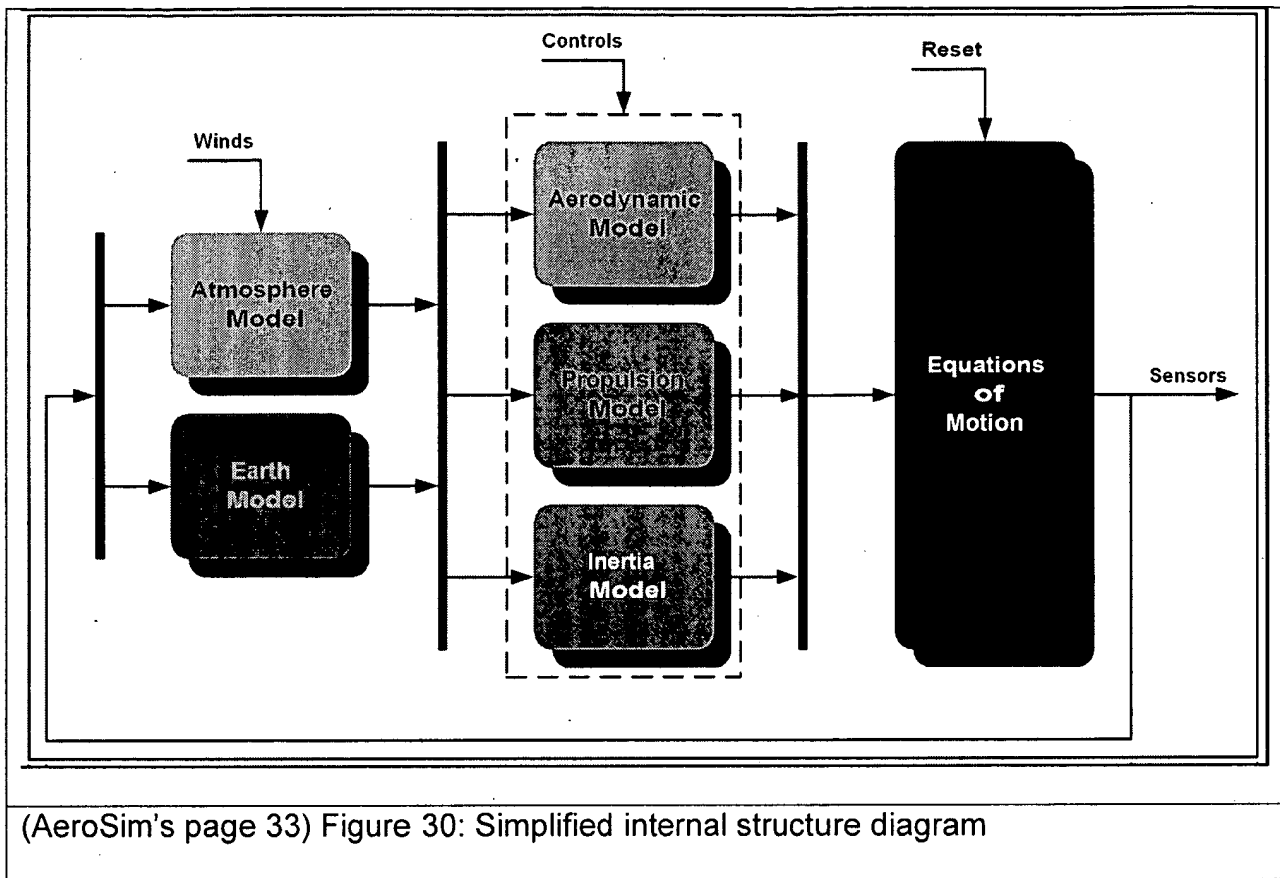 Controls
Reset
Winds
Aerodynamic
Model
Atmosphere
Model
Propulsion
Model
Equations
of
Motion
Sensors
Earth
Model
Inertia
Model
(AeroSim's page 33) Figure 30: Simplified internal structure diagram